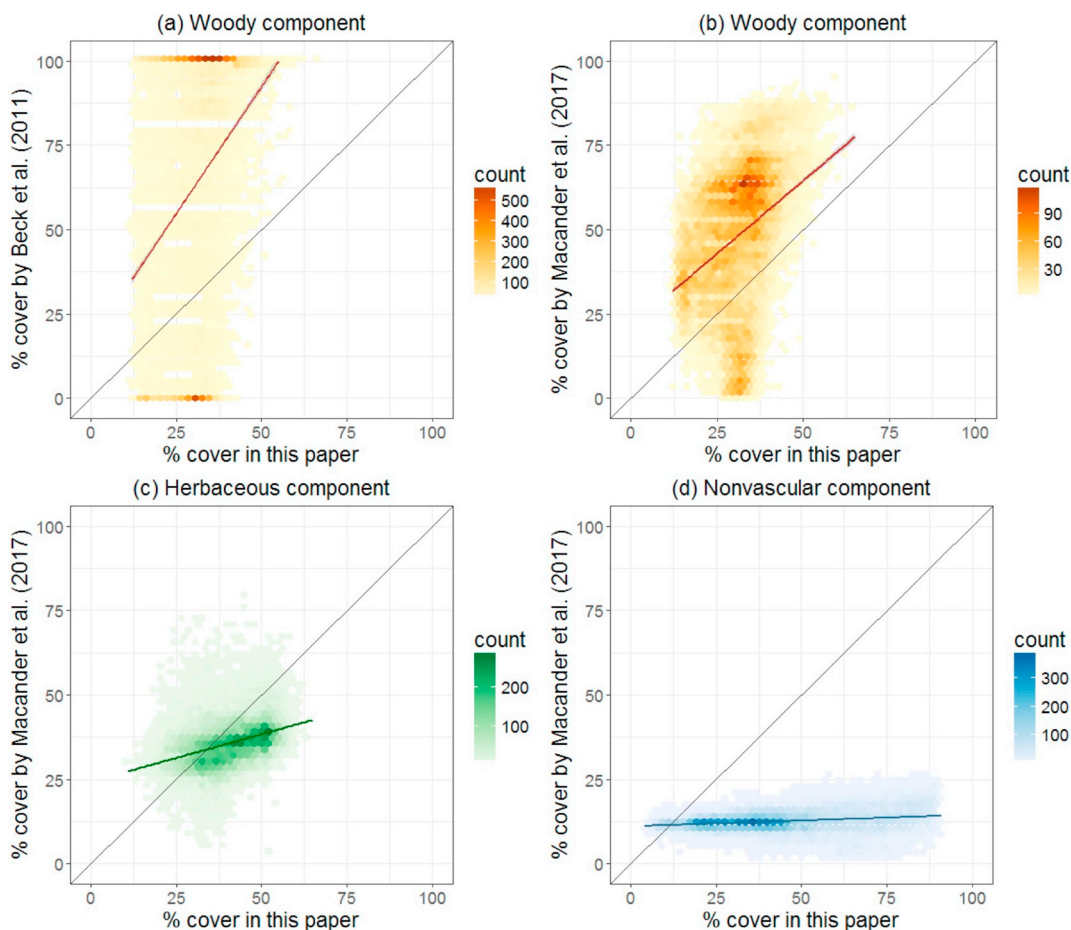 (a) Woody component
% cover by Beck et al. (2011)
100
75
50
25
0
0 25 50 75 100
% cover in this paper
count
500
400
300
200
100
(b) Woody component
% cover by Macander et al. (2017)
100
75
50
25
0
0 25 50 75 100
% cover in this paper
count
90
60
30
(c) Herbaceous component
% cover by Macander et al. (2017)
100
75
50
25
0
0 25 50 75 100
% cover in this paper
count
200
100
(d) Nonvascular component
% cover by Macander et al. (2017)
100
75
50
25
0
0 25 50 75 100
% cover in this paper
count
300
200
100